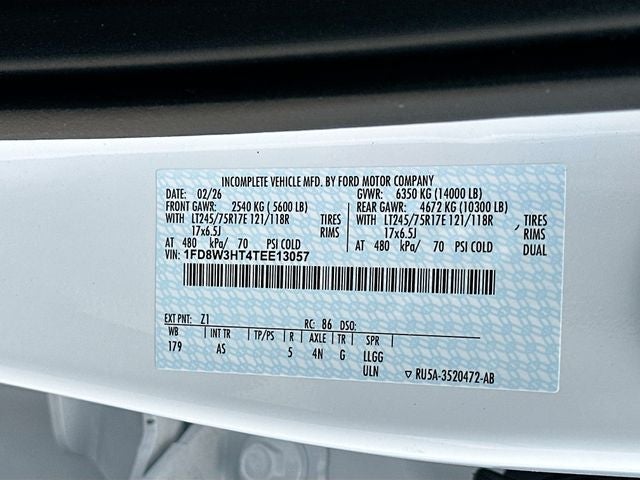 INCOMPLETE VEHICLE MFD. BY FORD MOTOR COMPANY
DATE: 02/26 GVWR: 6350 KG (14000 LB)
FRONT GAWR: 2540 KG ( 5600 LB) REAR GAWR: 4672 KG (10300 LB)
WITH LT245/75R17E 121/118R TIRES WITH LT245/75R17E 121/118R TIRES
17x6.5J RIMS 17x6.5J RIMS
AT 480 kPa/ 70 PSI COLD AT 480 kPa/ 70 PSI COLD DUAL
VIN: 1FD8W3HT4TEE13057
EXT PNT: Z1 RC: 86 DSO:
WB INT TR TP/PS R AXLE TR SPR
179 AS 5 4N G LLGG
ULN ▽ RU5A-3520472-AB